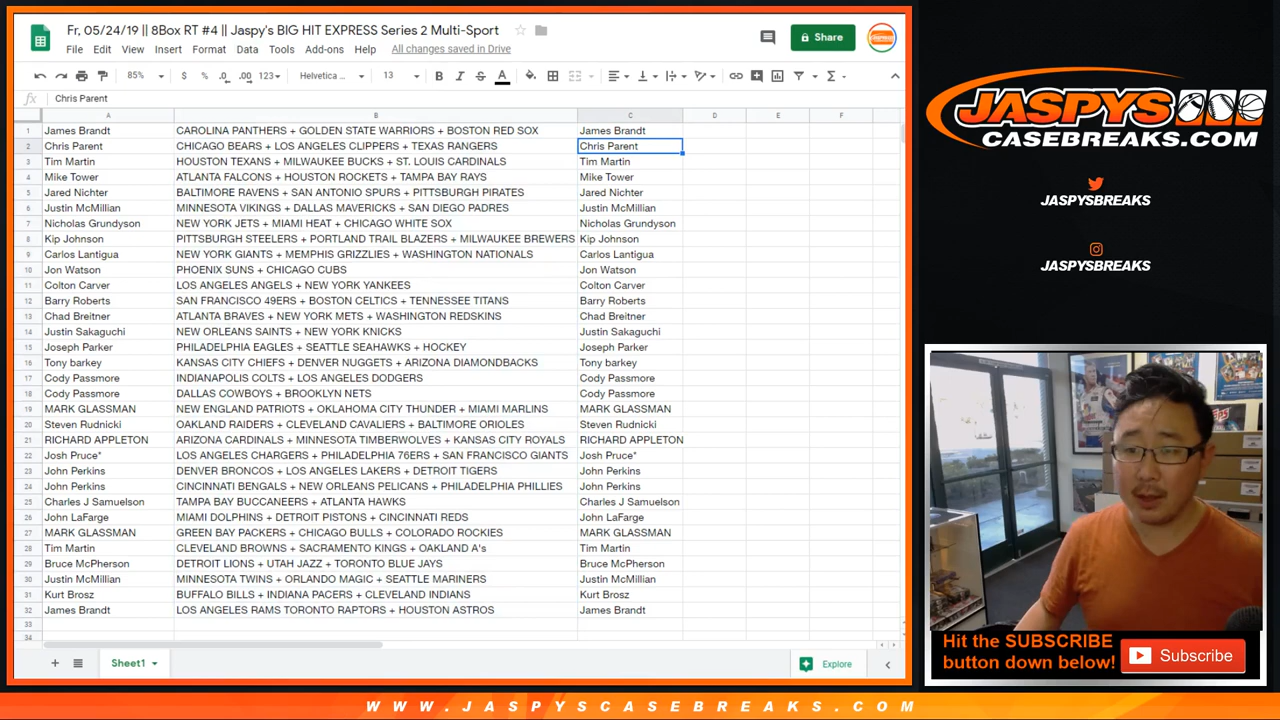 Fr, 05/24/19 || 8Box RT #4 || Jaspy's BIG HIT EXPRESS Series 2 Multi-Sport
File Edit View Insert Format Data Tools Add-ons Help All changes saved in Drive
Share
85% $ % .0 .00 123 Helvetica ... 13 B I S A
fx Chris Parent
A B C D E F
1 James Brandt CAROLINA PANTHERS + GOLDEN STATE WARRIORS + BOSTON RED SOX James Brandt
2 Chris Parent CHICAGO BEARS + LOS ANGELES CLIPPERS + TEXAS RANGERS Chris Parent
3 Tim Martin HOUSTON TEXANS + MILWAUKEE BUCKS + ST. LOUIS CARDINALS Tim Martin
4 Mike Tower ATLANTA FALCONS + HOUSTON ROCKETS + TAMPA BAY RAYS Mike Tower
5 Jared Nichter BALTIMORE RAVENS + SAN ANTONIO SPURS + PITTSBURGH PIRATES Jared Nichter
6 Justin McMillian MINNESOTA VIKINGS + DALLAS MAVERICKS + SAN DIEGO PADRES Justin McMillian
7 Nicholas Grundyson NEW YORK JETS + MIAMI HEAT + CHICAGO WHITE SOX Nicholas Grundyson
8 Kip Johnson PITTSBURGH STEELERS + PORTLAND TRAIL BLAZERS + MILWAUKEE BREWERS Kip Johnson
9 Carlos Lantigua NEW YORK GIANTS + MEMPHIS GRIZZLIES + WASHINGTON NATIONALS Carlos Lantigua
10 Jon Watson PHOENIX SUNS + CHICAGO CUBS Jon Watson
11 Colton Carver LOS ANGELES ANGELS + NEW YORK YANKEES Colton Carver
12 Barry Roberts SAN FRANCISCO 49ERS + BOSTON CELTICS + TENNESSEE TITANS Barry Roberts
13 Chad Breitner ATLANTA BRAVES + NEW YORK METS + WASHINGTON REDSKINS Chad Breitner
14 Justin Sakaguchi NEW ORLEANS SAINTS + NEW YORK KNICKS Justin Sakaguchi
15 Joseph Parker PHILADELPHIA EAGLES + SEATTLE SEAHAWKS + HOCKEY Joseph Parker
16 Tony barkey KANSAS CITY CHIEFS + DENVER NUGGETS + ARIZONA DIAMONDBACKS Tony barkey
17 Cody Passmore INDIANAPOLIS COLTS + LOS ANGELES DODGERS Cody Passmore
18 Cody Passmore DALLAS COWBOYS + BROOKLYN NETS Cody Passmore
19 MARK GLASSMAN NEW ENGLAND PATRIOTS + OKLAHOMA CITY THUNDER + MIAMI MARLINS MARK GLASSMAN
20 Steven Rudnicki OAKLAND RAIDERS + CLEVELAND CAVALIERS + BALTIMORE ORIOLES Steven Rudnicki
21 RICHARD APPLETON ARIZONA CARDINALS + MINNESOTA TIMBERWOLVES + KANSAS CITY ROYALS RICHARD APPLETON
22 Josh Pruce* LOS ANGELES CHARGERS + PHILADELPHIA 76ERS + SAN FRANCISCO GIANTS Josh Pruce*
23 John Perkins DENVER BRONCOS + LOS ANGELES LAKERS + DETROIT TIGERS John Perkins
24 John Perkins CINCINNATI BENGALS + NEW ORLEANS PELICANS + PHILADELPHIA PHILLIES John Perkins
25 Charles J Samuelson TAMPA BAY BUCCANEERS + ATLANTA HAWKS Charles J Samuelson
26 John LaFarge MIAMI DOLPHINS + DETROIT PISTONS + CINCINNATI REDS John LaFarge
27 MARK GLASSMAN GREEN BAY PACKERS + CHICAGO BULLS + COLORADO ROCKIES MARK GLASSMAN
28 Tim Martin CLEVELAND BROWNS + SACRAMENTO KINGS + OAKLAND A's Tim Martin
29 Bruce McPherson DETROIT LIONS + UTAH JAZZ + TORONTO BLUE JAYS Bruce McPherson
30 Justin McMillian MINNESOTA TWINS + ORLANDO MAGIC + SEATTLE MARINERS Justin McMillian
31 Kurt Brosz BUFFALO BILLS + INDIANA PACERS + CLEVELAND INDIANS Kurt Brosz
32 James Brandt LOS ANGELES RAMS TORONTO RAPTORS + HOUSTON ASTROS James Brandt
33
34
Sheet1
Explore
JASPYS
CASEBREAKS.COM
JASPYSBREAKS
JASPYSBREAKS
Hit the SUBSCRIBE
button down below!
Subscribe
WWW.JASPYSCASEBREAKS.COM